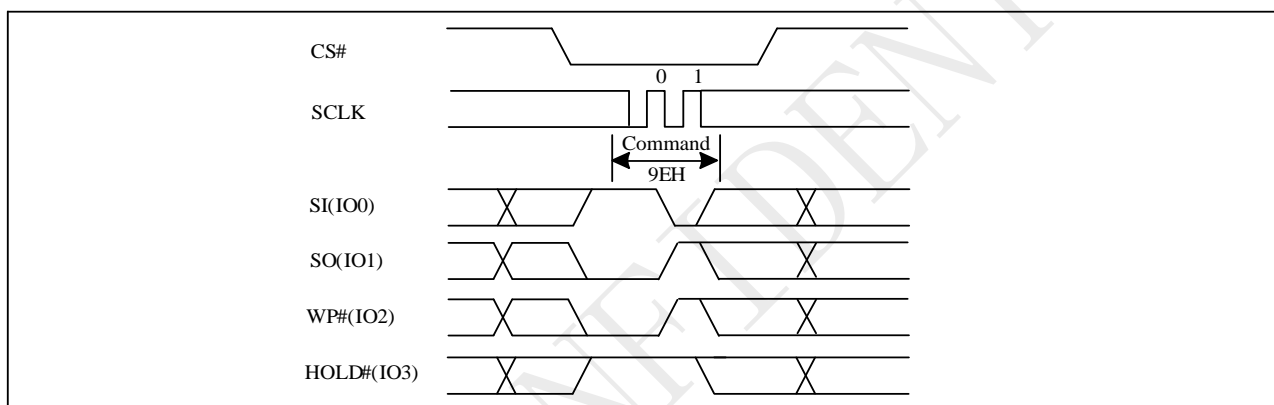 CS#
0 1
SCLK
Command
9EH
SI(IO0)
SO(IO1)
WP#(IO2)
HOLD#(IO3)